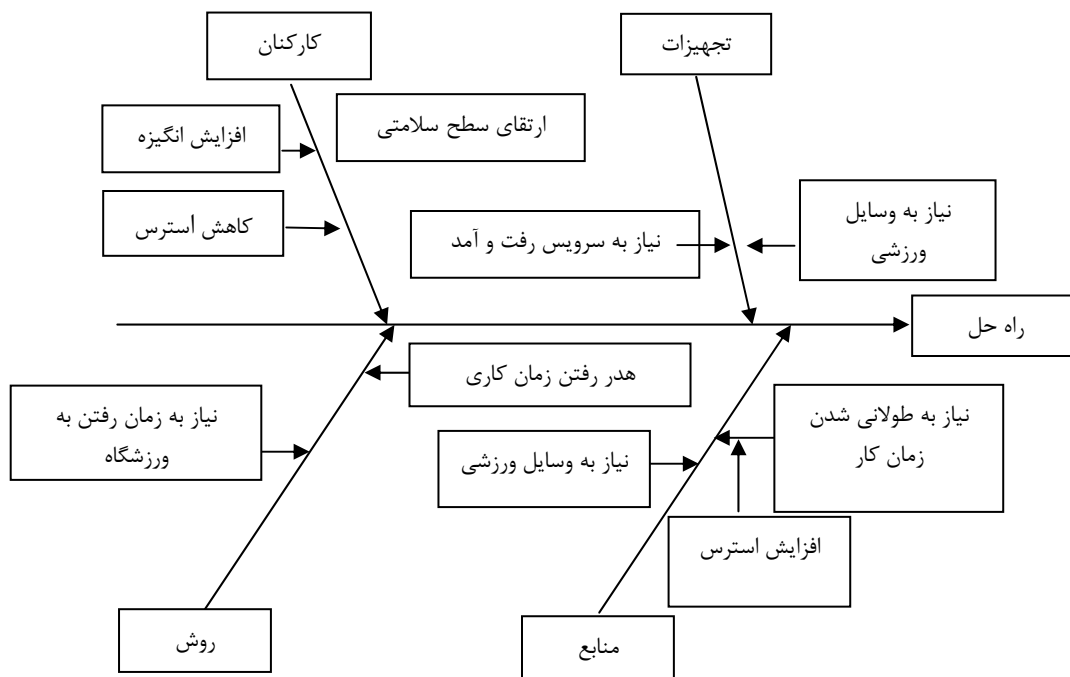 کارکنان
تجهیزات
افزایش انگیزه
ارتقای سطح سلامتی
کاهش استرس
نیاز به سرویس رفت و آمد
نیاز به وسایل
ورزشی
راه حل
هدر رفتن زمان کاری
نیاز به زمان رفتن به
ورزشگاه
نیاز به وسایل ورزشی
نیاز به طولانی شدن
زمان کار
افزایش استرس
روش
منابع